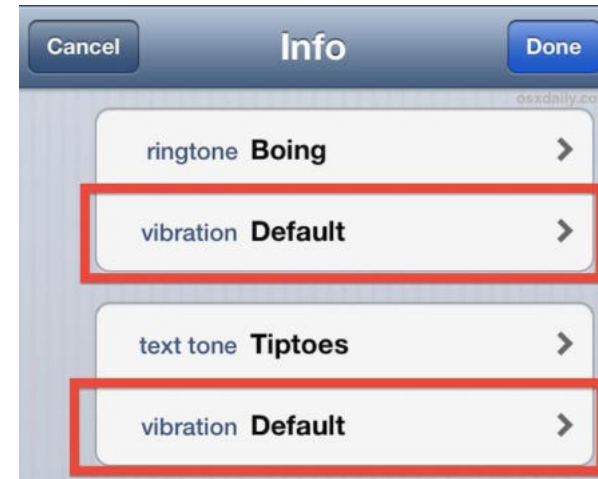 Cancel Info Done
osxdaily.co
ringtone Boing
vibration Default
text tone Tiptoes
vibration Default